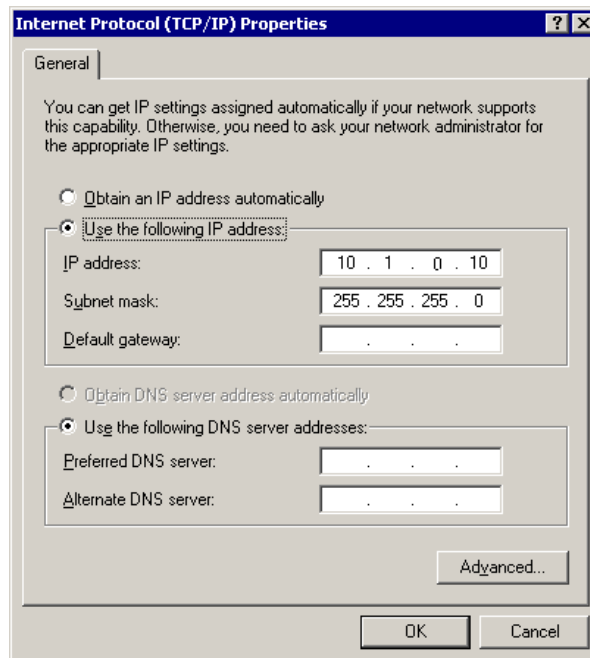 Internet Protocol (TCP/IP) Properties
General
You can get IP settings assigned automatically if your network supports
this capability. Otherwise, you need to ask your network administrator for
the appropriate IP settings.
Obtain an IP address automatically
Use the following IP address:
IP address: 10 . 1 . 0 . 10
Subnet mask: 255 . 255 . 255 . 0
Default gateway: . . .
Obtain DNS server address automatically
Use the following DNS server addresses:
Preferred DNS server: . . .
Alternate DNS server: . . .
Advanced...
OK Cancel